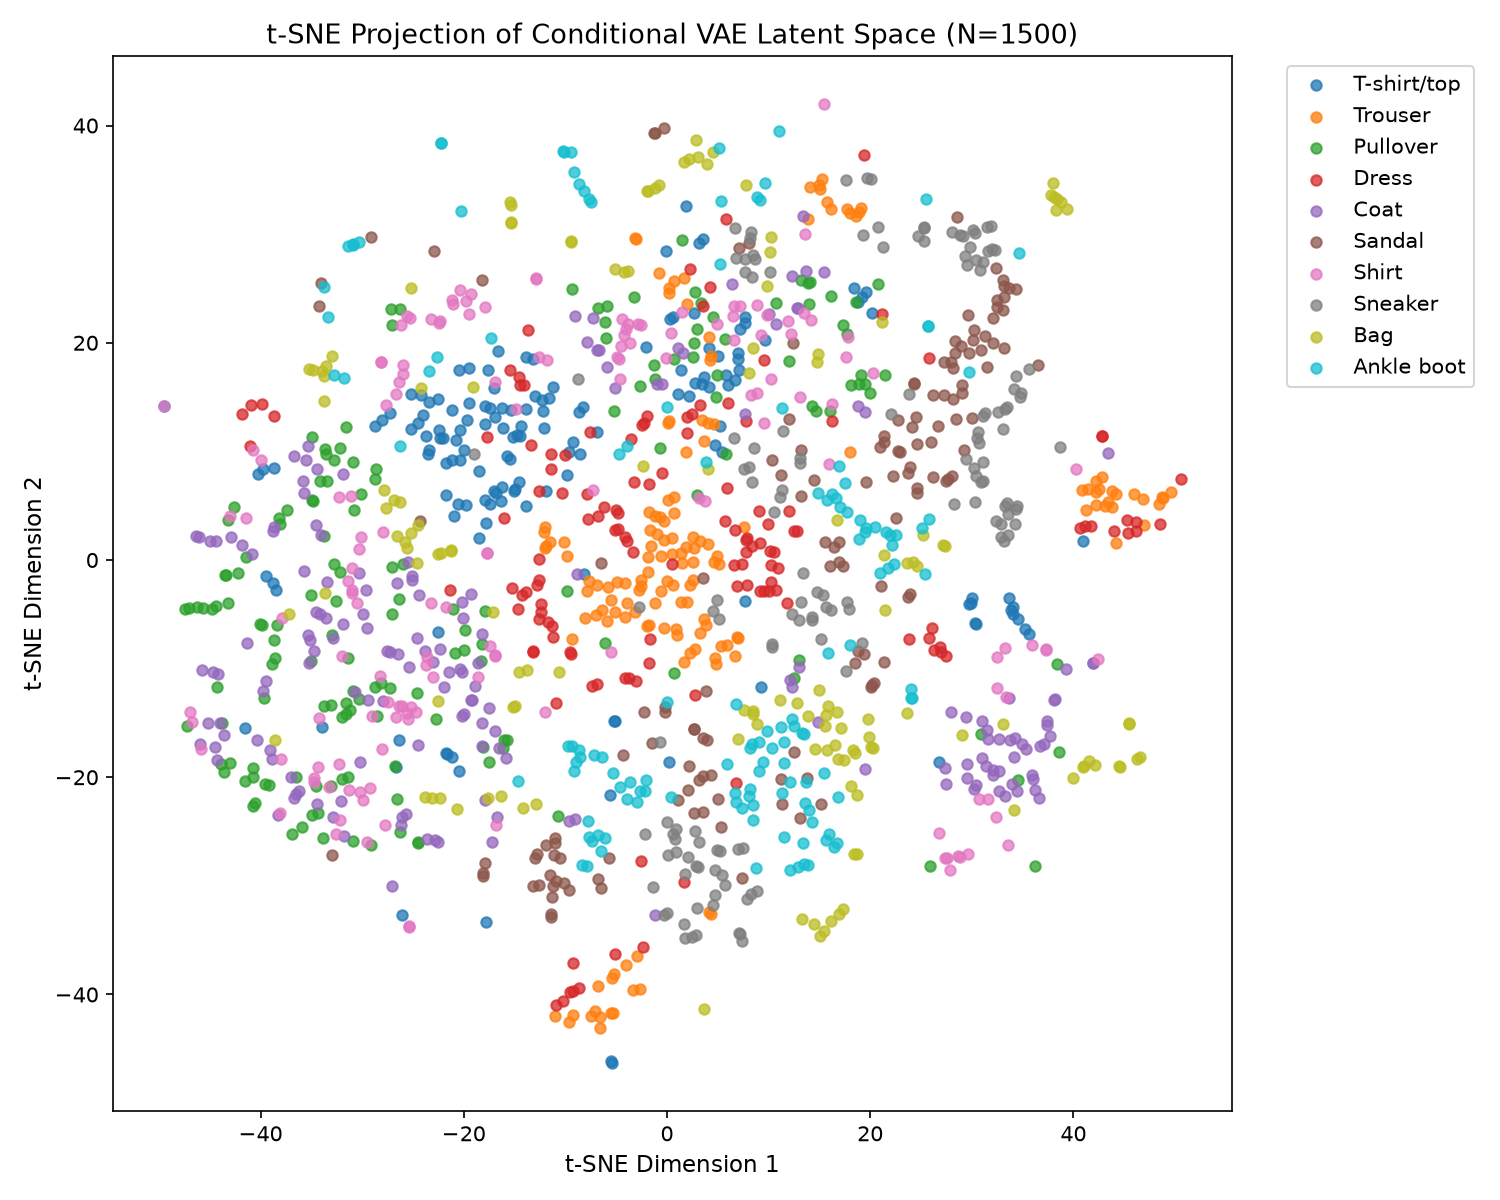 t-SNE Projection of Conditional VAE Latent Space (N=1500)
T-shirt/top
Trouser
Pullover
Dress
Coat
Sandal
Shirt
Sneaker
Bag
Ankle boot
t-SNE Dimension 2
40
20
0
−20
−40
−40
−20
0
20
40
t-SNE Dimension 1